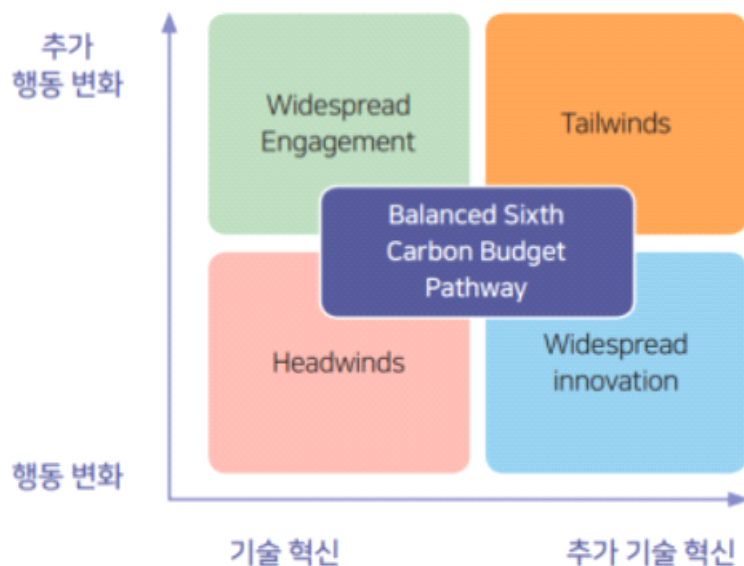 추가
행동 변화
Widespread
Engagement
Tailwinds
Balanced Sixth
Carbon Budget
Pathway
Headwinds
Widespread
innovation
행동 변화
기술 혁신
추가 기술 혁신